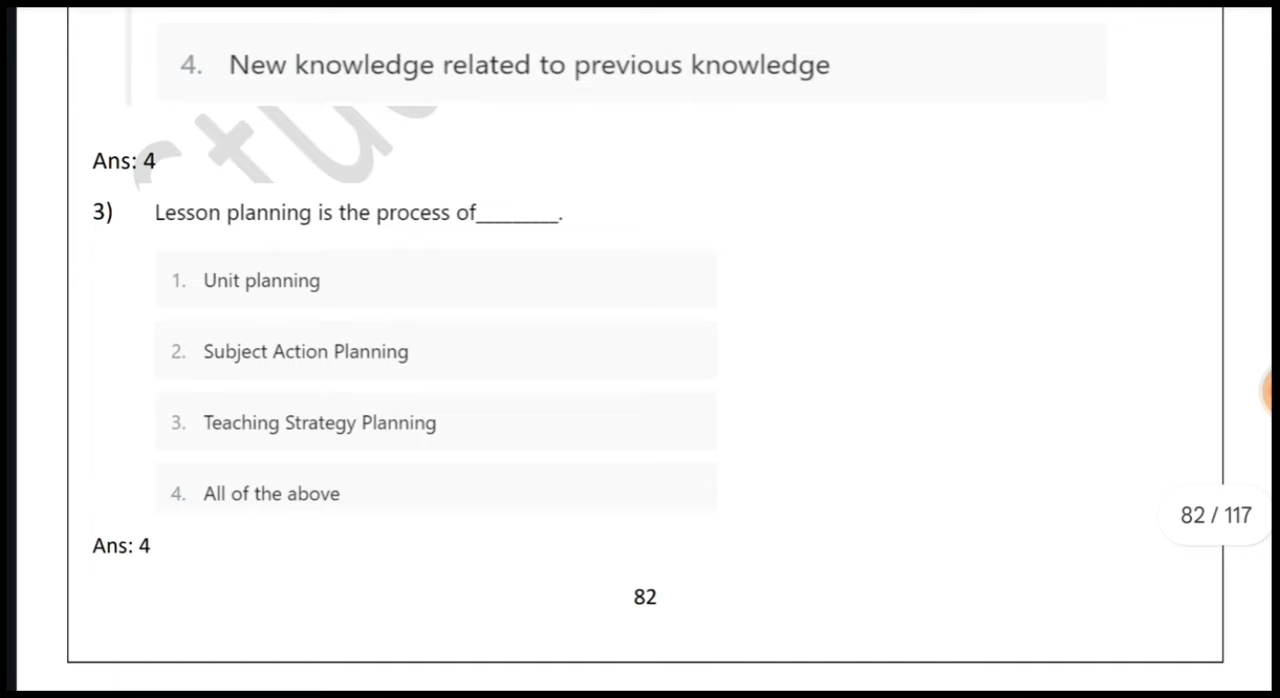 4. New knowledge related to previous knowledge
Ans: 4
3) Lesson planning is the process of________.
1. Unit planning
2. Subject Action Planning
3. Teaching Strategy Planning
4. All of the above
82 / 117
Ans: 4
82